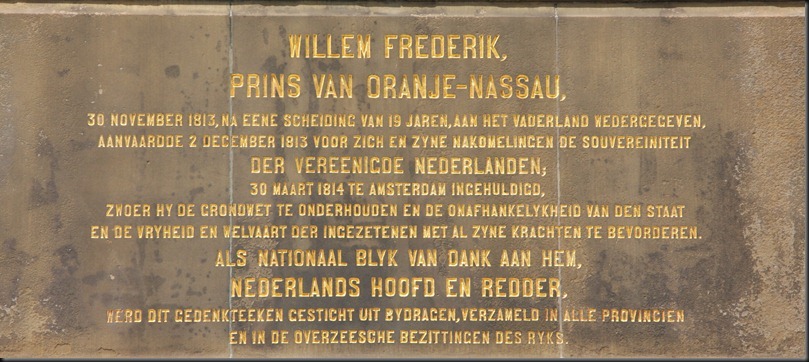 WILLEM FREDERIK,
PRINS VAN ORANJE-NASSAU,
30 NOVEMBER 1813, NA EENE SCHEIDING VAN 19 JAREN, AAN HET VADERLAND WEDERGEGEVEN,
AANVAARDDE 2 DECEMBER 1813 VOOR ZICH EN ZYNE NAKOMELINGEN DE SOUVEREINITEIT
DER VEREENIGDE NEDERLANDEN;
30 MAART 1814 TE AMSTERDAM INGEHULDIGD,
ZWOER HY DE GRONDWET TE ONDERHOUDEN EN DE ONAFHANKELYKHEID VAN DEN STAAT
EN DE VRYHEID EN WELVAART DER INGEZETENEN MET AL ZYNE KRACHTEN TE BEVORDEREN.
ALS NATIONAAL BLYK VAN DANK AAN HEM,
NEDERLANDS HOOFD EN REDDER,
WERD DIT GEDENKTEEKEN GESTICHT UIT BYDRAGEN, VERZAMELD IN ALLE PROVINCIEN
EN IN DE OVERZEESCHE BEZITTINGEN DES RYKS.